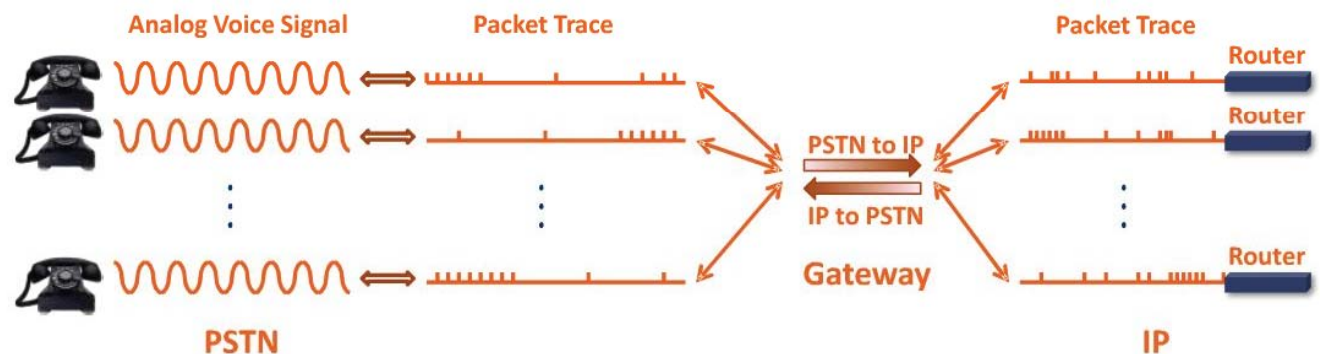 Analog Voice Signal
Packet Trace
Packet Trace
Router
Router
PSTN to IP
IP to PSTN
Router
Gateway
PSTN
IP